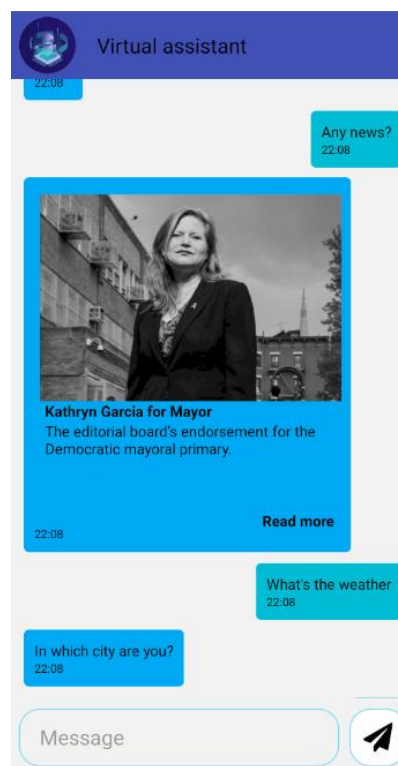 Virtual assistant
22:08
Any news?
22:08
Kathryn Garcia for Mayor
The editorial board's endorsement for the
Democratic mayoral primary.
Read more
22:08
What's the weather
22:08
In which city are you?
22:08
Message